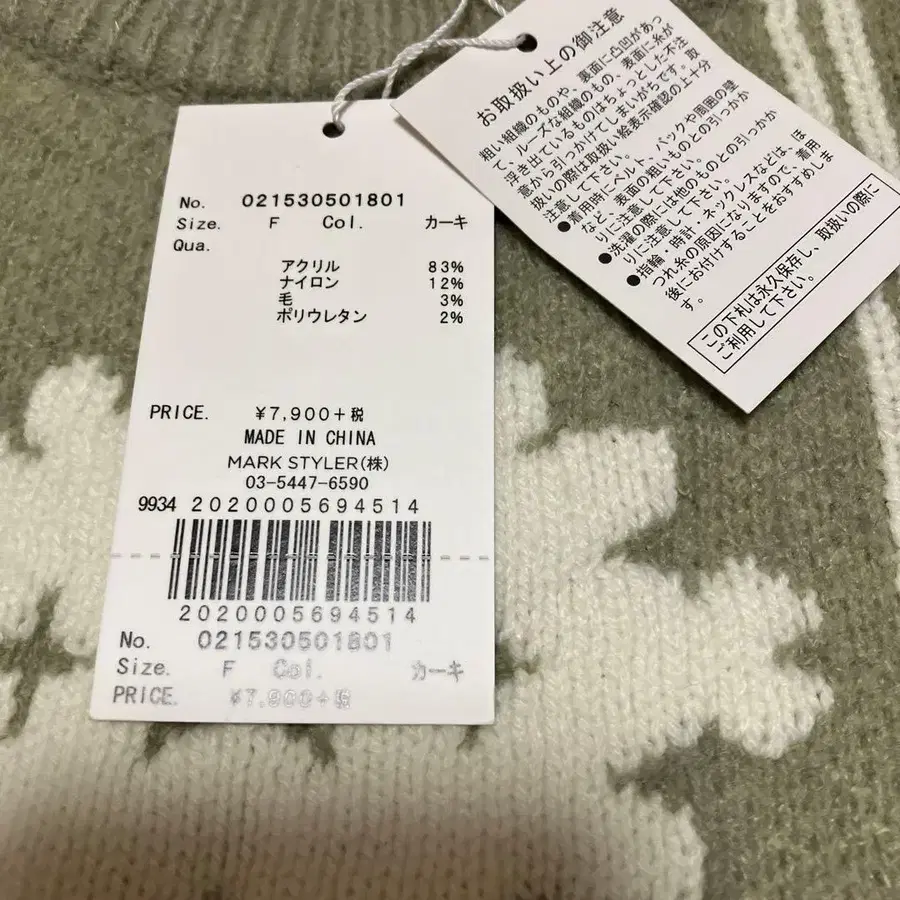 No. 021530501801
Size. F Col. カーキ
Qua.
アクリル 83%
ナイロン 12%
毛 3%
ポリウレタン 2%
PRICE. ¥7,900+税
MADE IN CHINA
MARK STYLER(株)
03-5447-6590
9934 2020005694514
2020005694514
No. 021530501801
Size. F Col. カーキ
PRICE. ¥7,900+税
お取扱い上の御注意
粗い組織のものや、裏面に凸凹があっ
て、ルーズな組織のもの、表面に糸が
浮き出ているものはちょっとした不注
意から引っかけてしまいがちです。取
扱いの際は取扱い絵表示確認の上十分
注意して下さい。
●着用時にベルト、バックや周囲の壁
など、表面の粗いものとの引っかか
りに注意して下さい。
●洗濯の際には他のものとの引っかか
りに注意して下さい。
●指輪・時計・ネックレスなどは、ほ
つれ糸の原因になりますので、着用
後にお付けすることをおすすめしま
す。
この下札は永久保存し、取扱いの際に
ご利用して下さい。